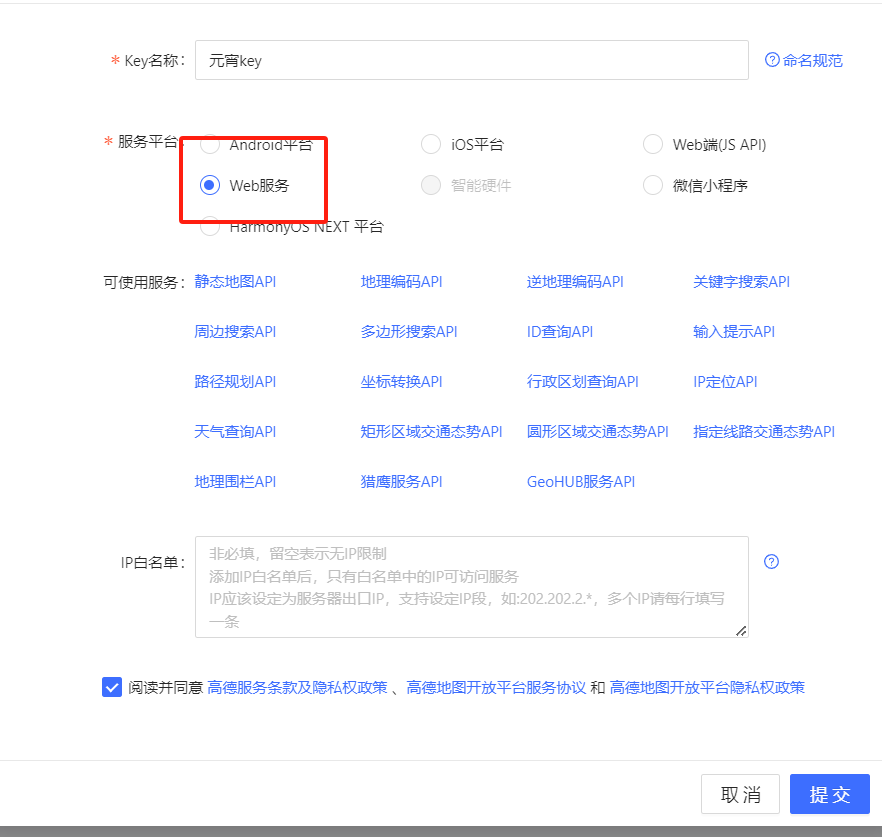 * Key名称： 元宵key 命名规范
* 服务平台： Android平台 iOS平台 Web端(JS API)
Web服务 智能硬件 微信小程序
HarmonyOS NEXT 平台
可使用服务： 静态地图API 地理编码API 逆地理编码API 关键字搜索API
周边搜索API 多边形搜索API ID查询API 输入提示API
路径规划API 坐标转换API 行政区划查询API IP定位API
天气查询API 矩形区域交通态势API 圆形区域交通态势API 指定线路交通态势API
地理围栏API 猎鹰服务API GeoHUB服务API
IP白名单： 非必填，留空表示无IP限制
添加IP白名单后，只有白名单中的IP可访问服务
IP应该设定为服务器出口IP，支持设定IP段，如:202.202.2.*，多个IP请每行填写
一条
阅读并同意 高德服务条款及隐私权政策 、高德地图开放平台服务协议 和 高德地图开放平台隐私权政策
取消 提交